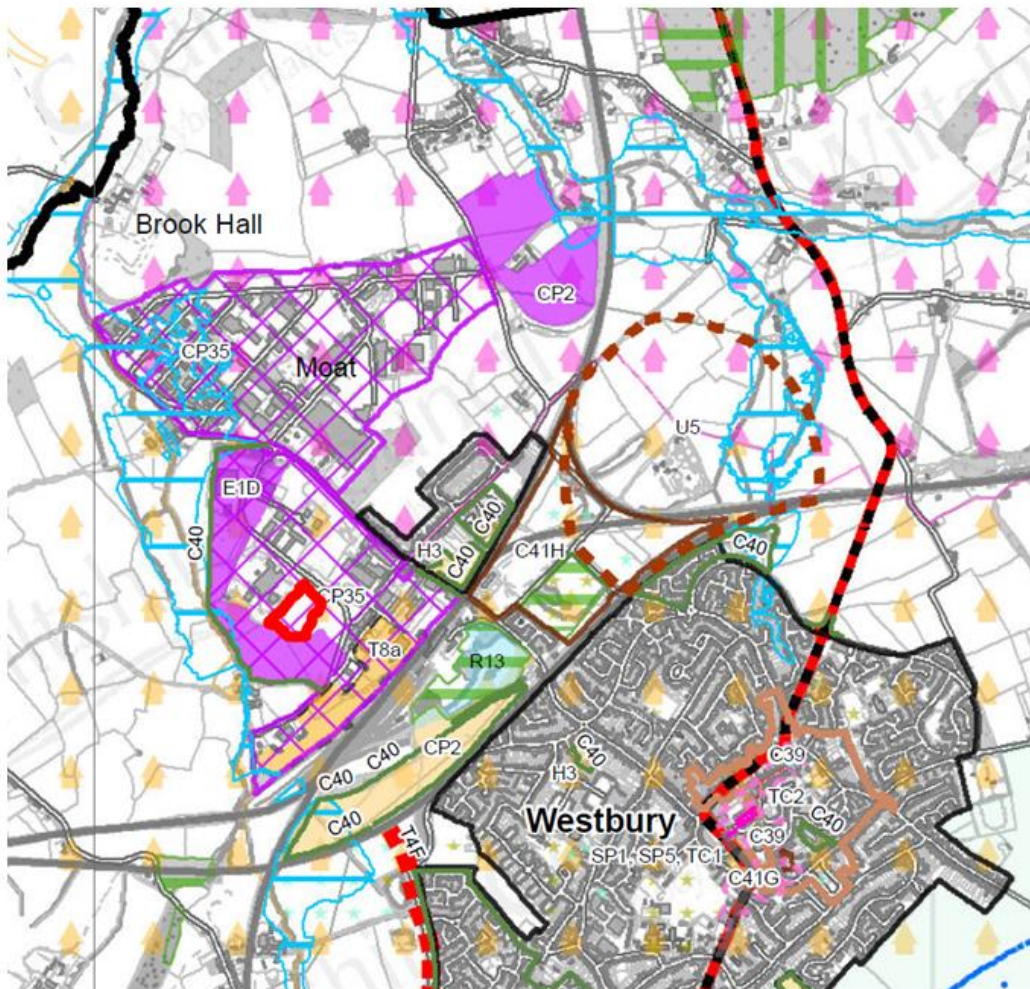 Brook Hall
CP2
CP35
Moat
U5
E1D
C40
C40
H3
C40
C41H
C40
CP35
T8a
R13
CP2
C40
C40
C40
C40
H3
C39
TC2
C40
Westbury
C39
SP1, SP5, TC1
C41G
T4F